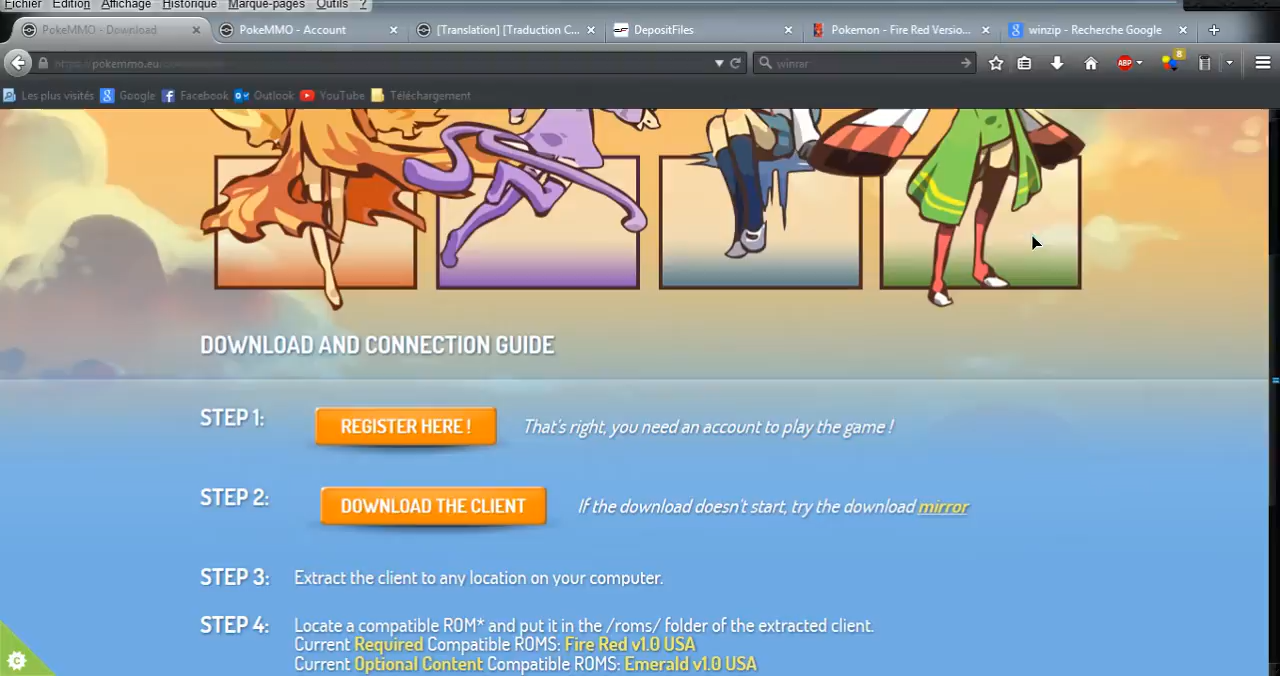 Fichier Edition Affichage Historique Marque-pages Outils ?
PokeMMO - Download PokeMMO - Account [Translation] [Traduction C... DepositFiles Pokemon - Fire Red Versio... winzip - Recherche Google
https://pokemmo.eu winrar ABP 8
Les plus visités Google Facebook Outlook YouTube Téléchargement
DOWNLOAD AND CONNECTION GUIDE
STEP 1: REGISTER HERE ! That's right, you need an account to play the game !
STEP 2: DOWNLOAD THE CLIENT If the download doesn't start, try the download mirror
STEP 3: Extract the client to any location on your computer.
STEP 4: Locate a compatible ROM* and put it in the /roms/ folder of the extracted client.
Current Required Compatible ROMS: Fire Red v1.0 USA
Current Optional Content Compatible ROMS: Emerald v1.0 USA